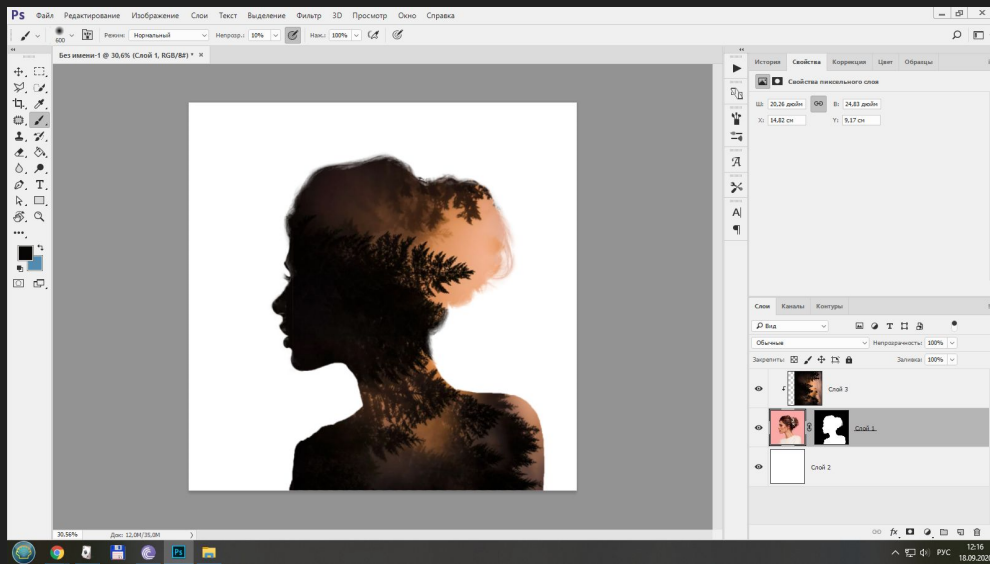 Ps Файл Редактирование Изображение Слои Текст Выделение Фильтр 3D Просмотр Окно Справка
600 Режим: Нормальный Непрозр.: 10% Наж.: 100%
Без имени-1 @ 30,6% (Слой 1, RGB/8#) * ×
История Свойства Коррекция Цвет Образцы
Свойства пиксельного слоя
Ш: 20,26 дюйм В: 24,83 дюйм
X: 14,82 см Y: 9,17 см
Слои Каналы Контуры
Вид
Обычные Непрозрачность: 100%
Закрепить: Заливка: 100%
Слой 3
Слой 1
Слой 2
fx
30,56% Док: 12,0M/31,0M
Ps
РУС 12:16
18.09.2020